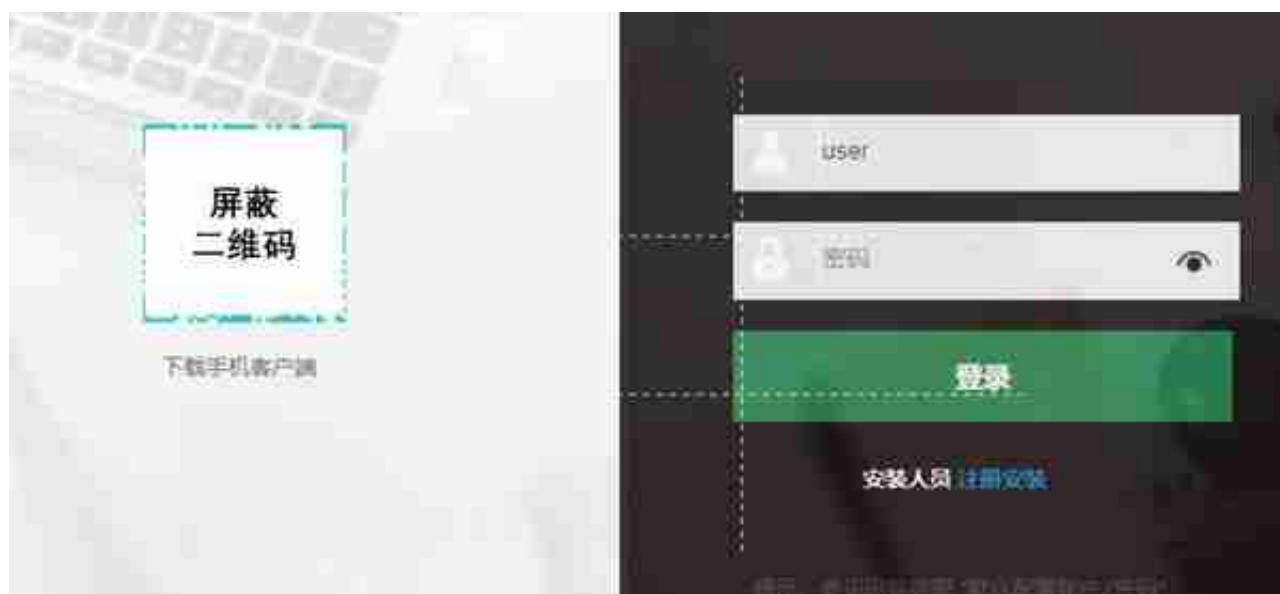 屏蔽
二维码
下载手机客户端
user
密码
登录
安装人员 注册安装